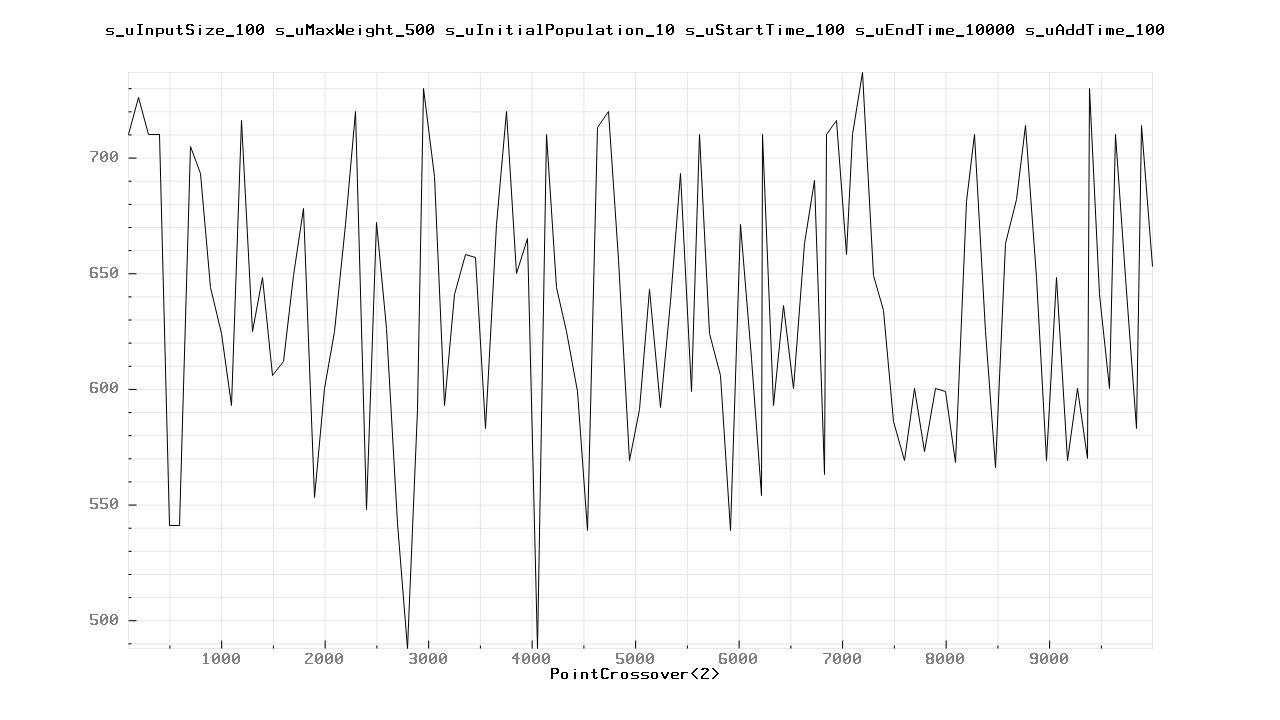 s_uInputSize_100 s_uMaxWeight_500 s_uInitialPopulation_10 s_uStartTime_100 s_uEndTime_10000 s_uAddTime_100
700
650
600
550
500
1000 2000 3000 4000 5000 6000 7000 8000 9000
PointCrossover<2>